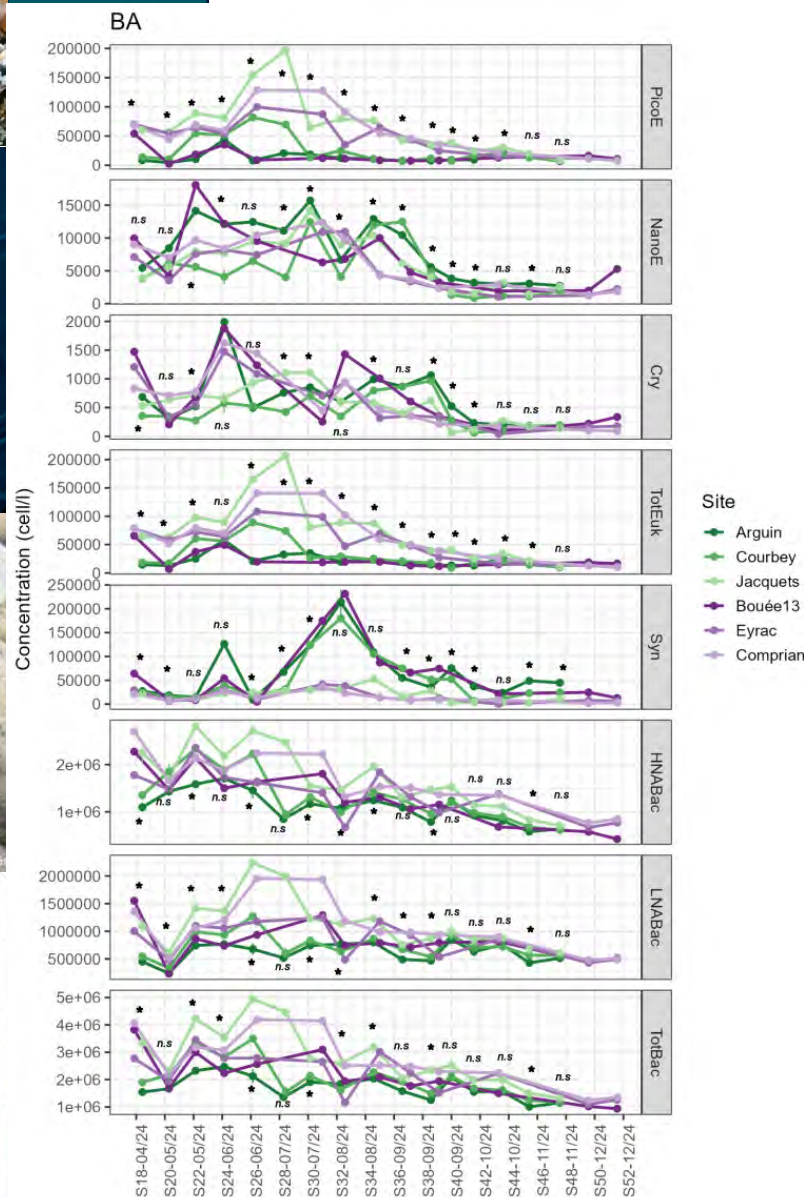 BA
200000
150000
100000
50000
0
PicoE
* * * * * * * * * * * * * * n.s n.s
15000
10000
5000
0
NanoE
n.s n.s * * n.s * * * * * * * * n.s * n.s
2000
1500
1000
500
0
Cry
* n.s * n.s n.s * * n.s * n.s * * * n.s n.s n.s
200000
150000
100000
50000
0
TotEuk
* * * n.s * * * * * * * * * * * n.s
250000
200000
150000
100000
50000
0
Syn
* * n.s n.s * * * n.s n.s * * * * n.s * *
2e+06
1e+06
HNABac
* n.s * n.s * n.s * * * n.s * n.s n.s n.s * n.s
2000000
1500000
1000000
500000
LNABac
* * * * * n.s * * * * * n.s n.s n.s * n.s
5e+06
4e+06
3e+06
2e+06
1e+06
TotBac
* n.s * * * n.s * * * n.s * n.s n.s n.s * n.s
Concentration (cell/l)
S18-04/24
S20-05/24
S22-05/24
S24-06/24
S26-06/24
S28-07/24
S30-07/24
S32-08/24
S34-08/24
S36-09/24
S38-09/24
S40-09/24
S42-10/24
S44-10/24
S46-11/24
S48-11/24
S50-12/24
S52-12/24
Site
Arguin
Courbey
Jacquets
Bouée13
Eyrac
Comprian